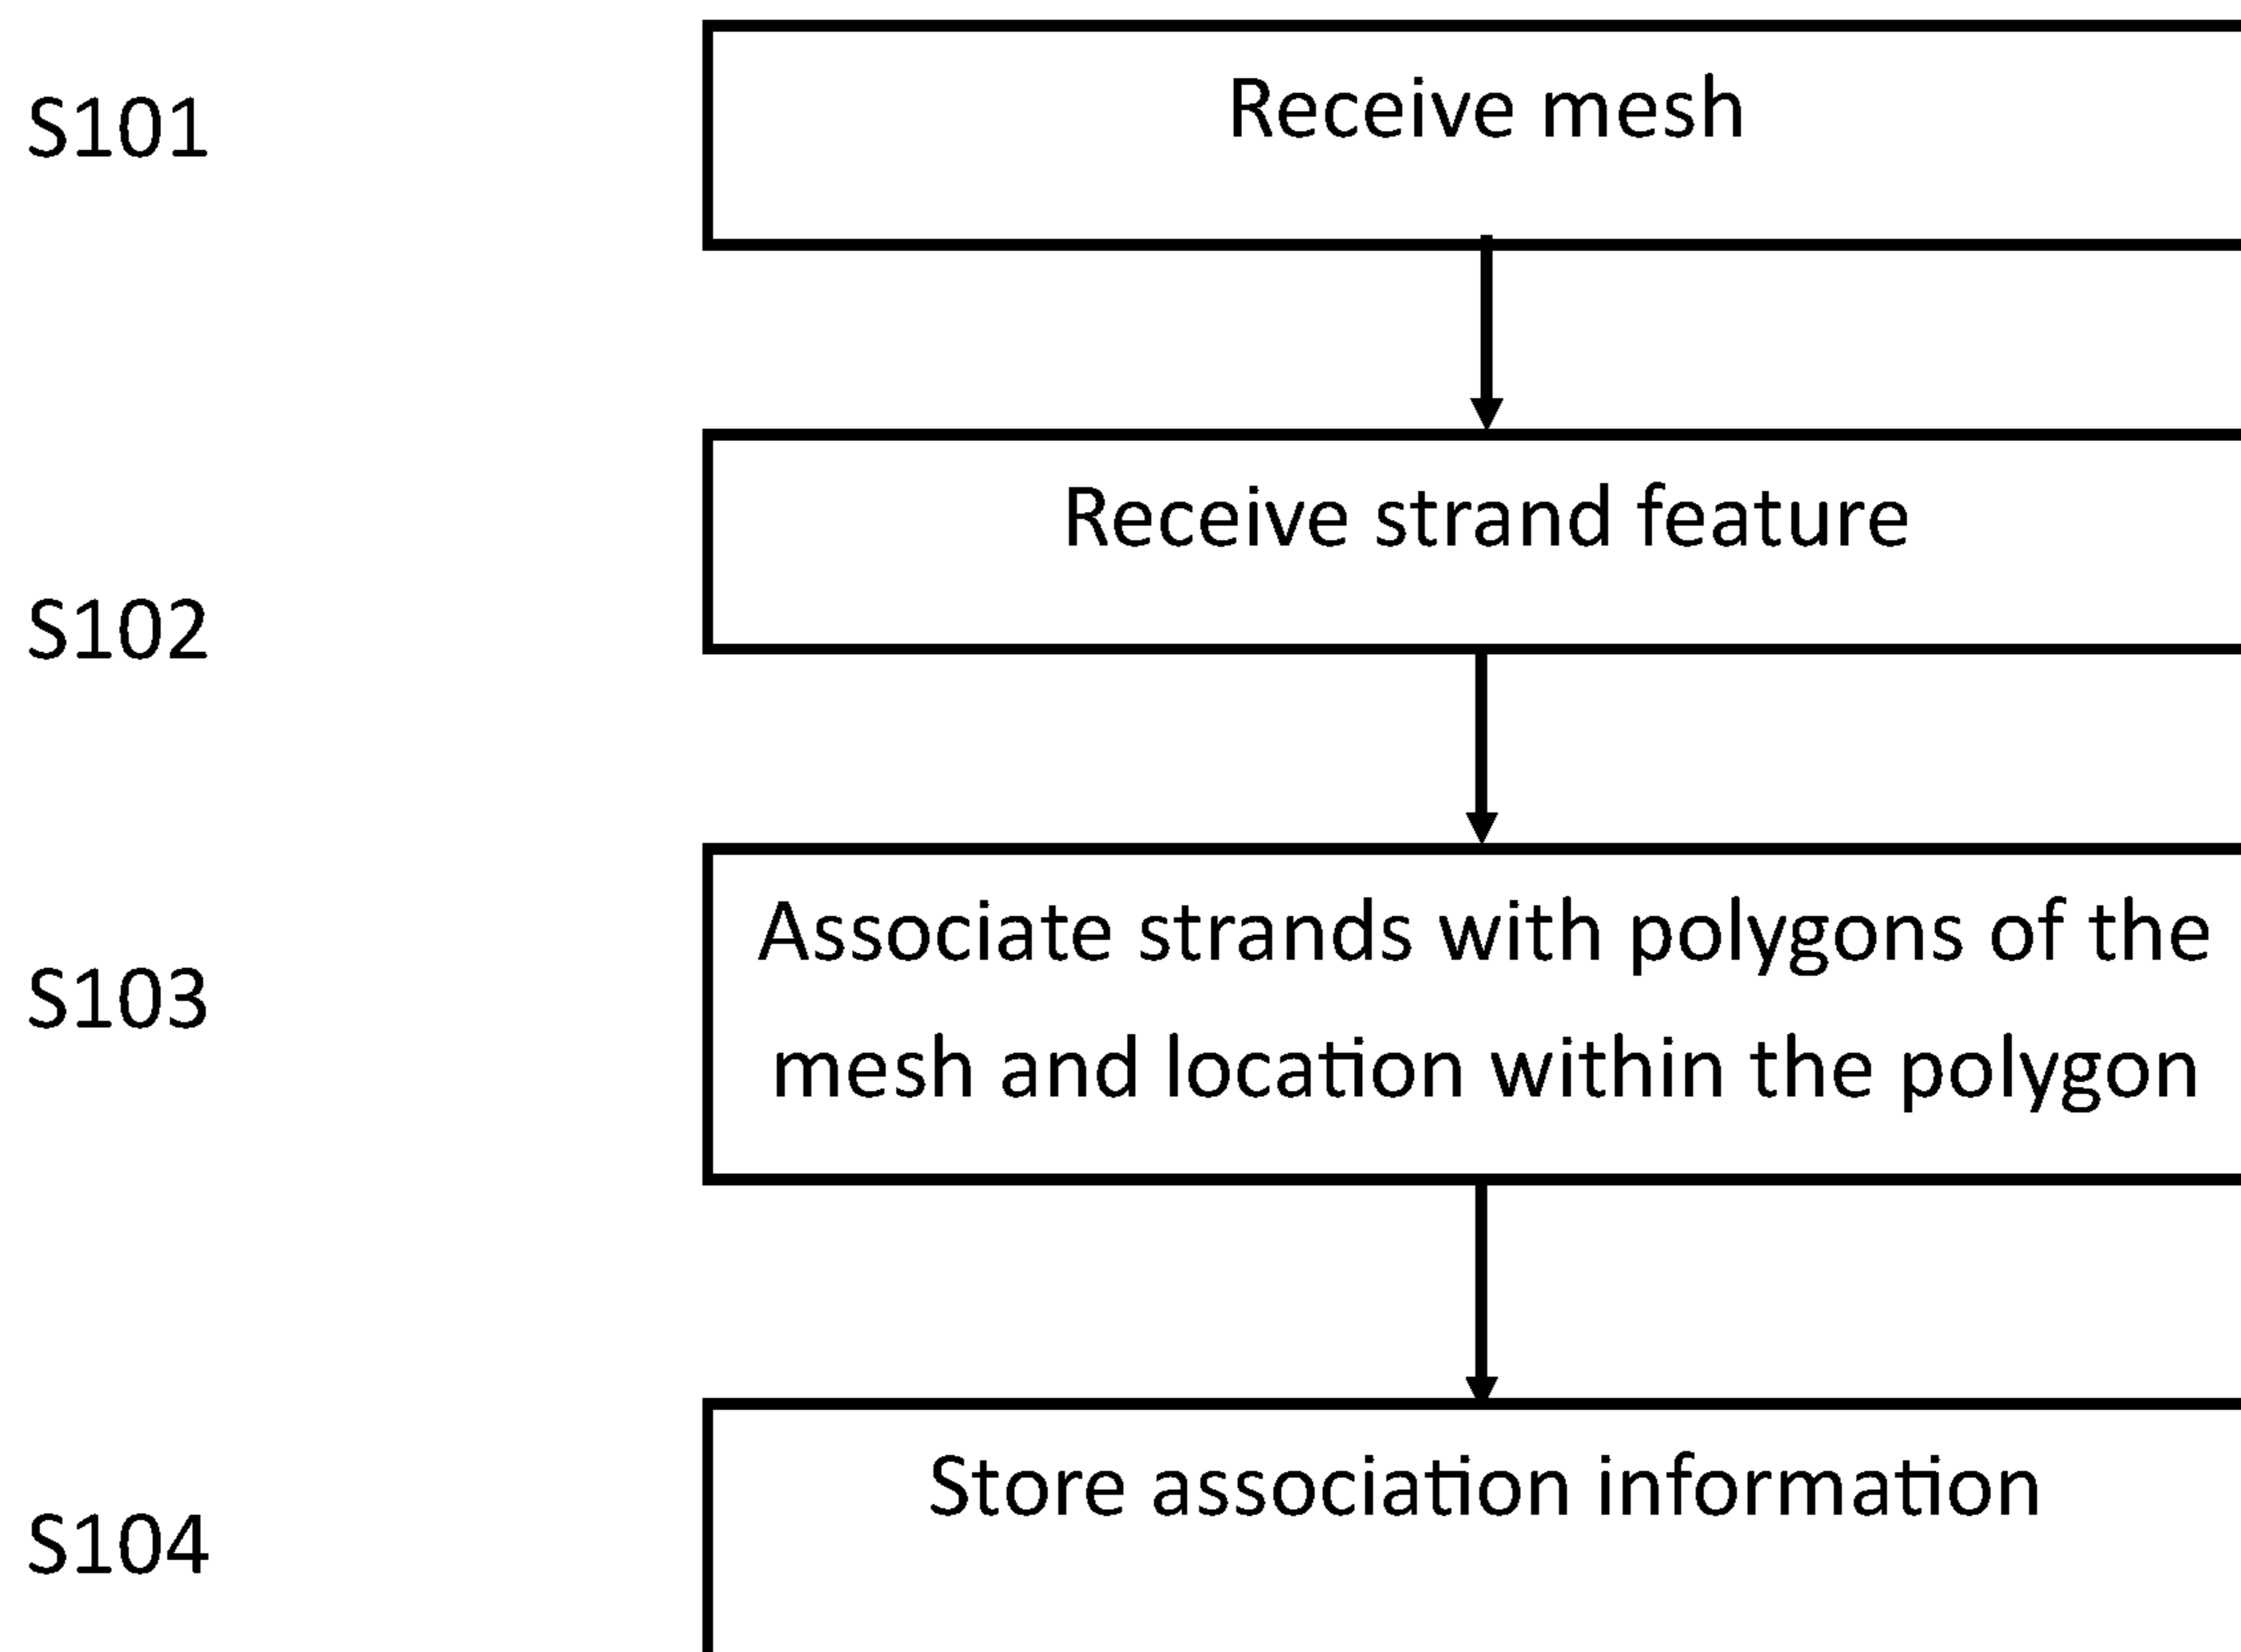 S101
Receive mesh
S102
Receive strand feature
S103
Associate strands with polygons of the
mesh and location within the polygon
S104
Store association information